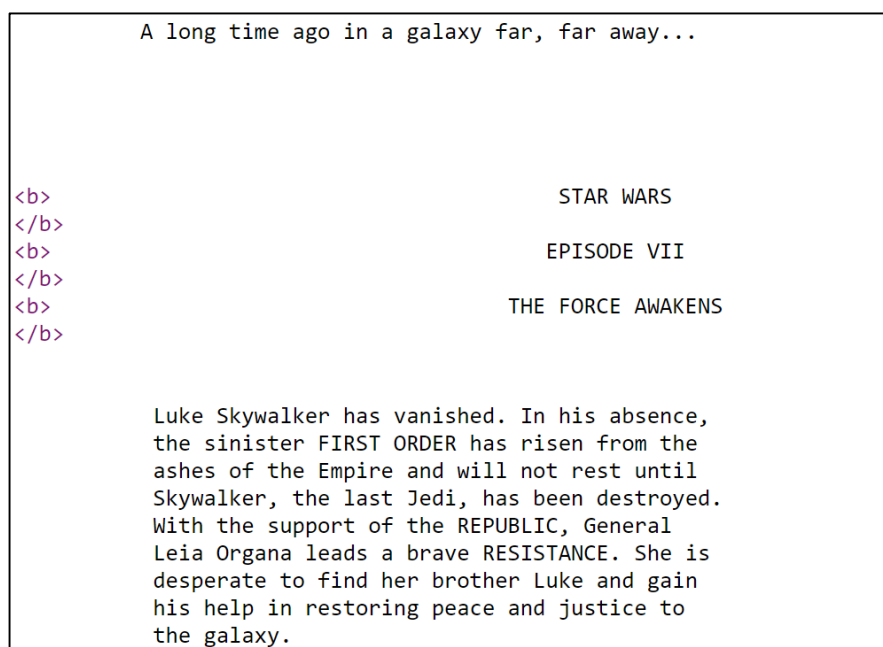 A long time ago in a galaxy far, far away...
<b> STAR WARS
</b>
<b> EPISODE VII
</b>
<b> THE FORCE AWAKENS
</b>
Luke Skywalker has vanished. In his absence,
the sinister FIRST ORDER has risen from the
ashes of the Empire and will not rest until
Skywalker, the last Jedi, has been destroyed.
With the support of the REPUBLIC, General
Leia Organa leads a brave RESISTANCE. She is
desperate to find her brother Luke and gain
his help in restoring peace and justice to
the galaxy.